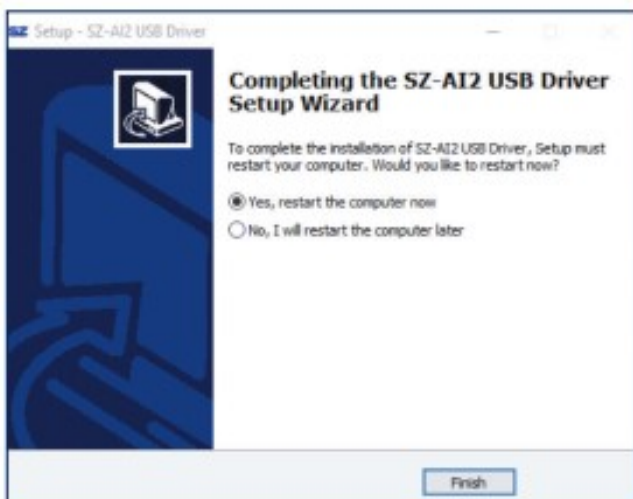 SZ Setup - SZ-AI2 USB Driver
Completing the SZ-AI2 USB Driver
Setup Wizard
To complete the installation of SZ-AI2 USB Driver, Setup must
restart your computer. Would you like to restart now?
Yes, restart the computer now
No, I will restart the computer later
Finish